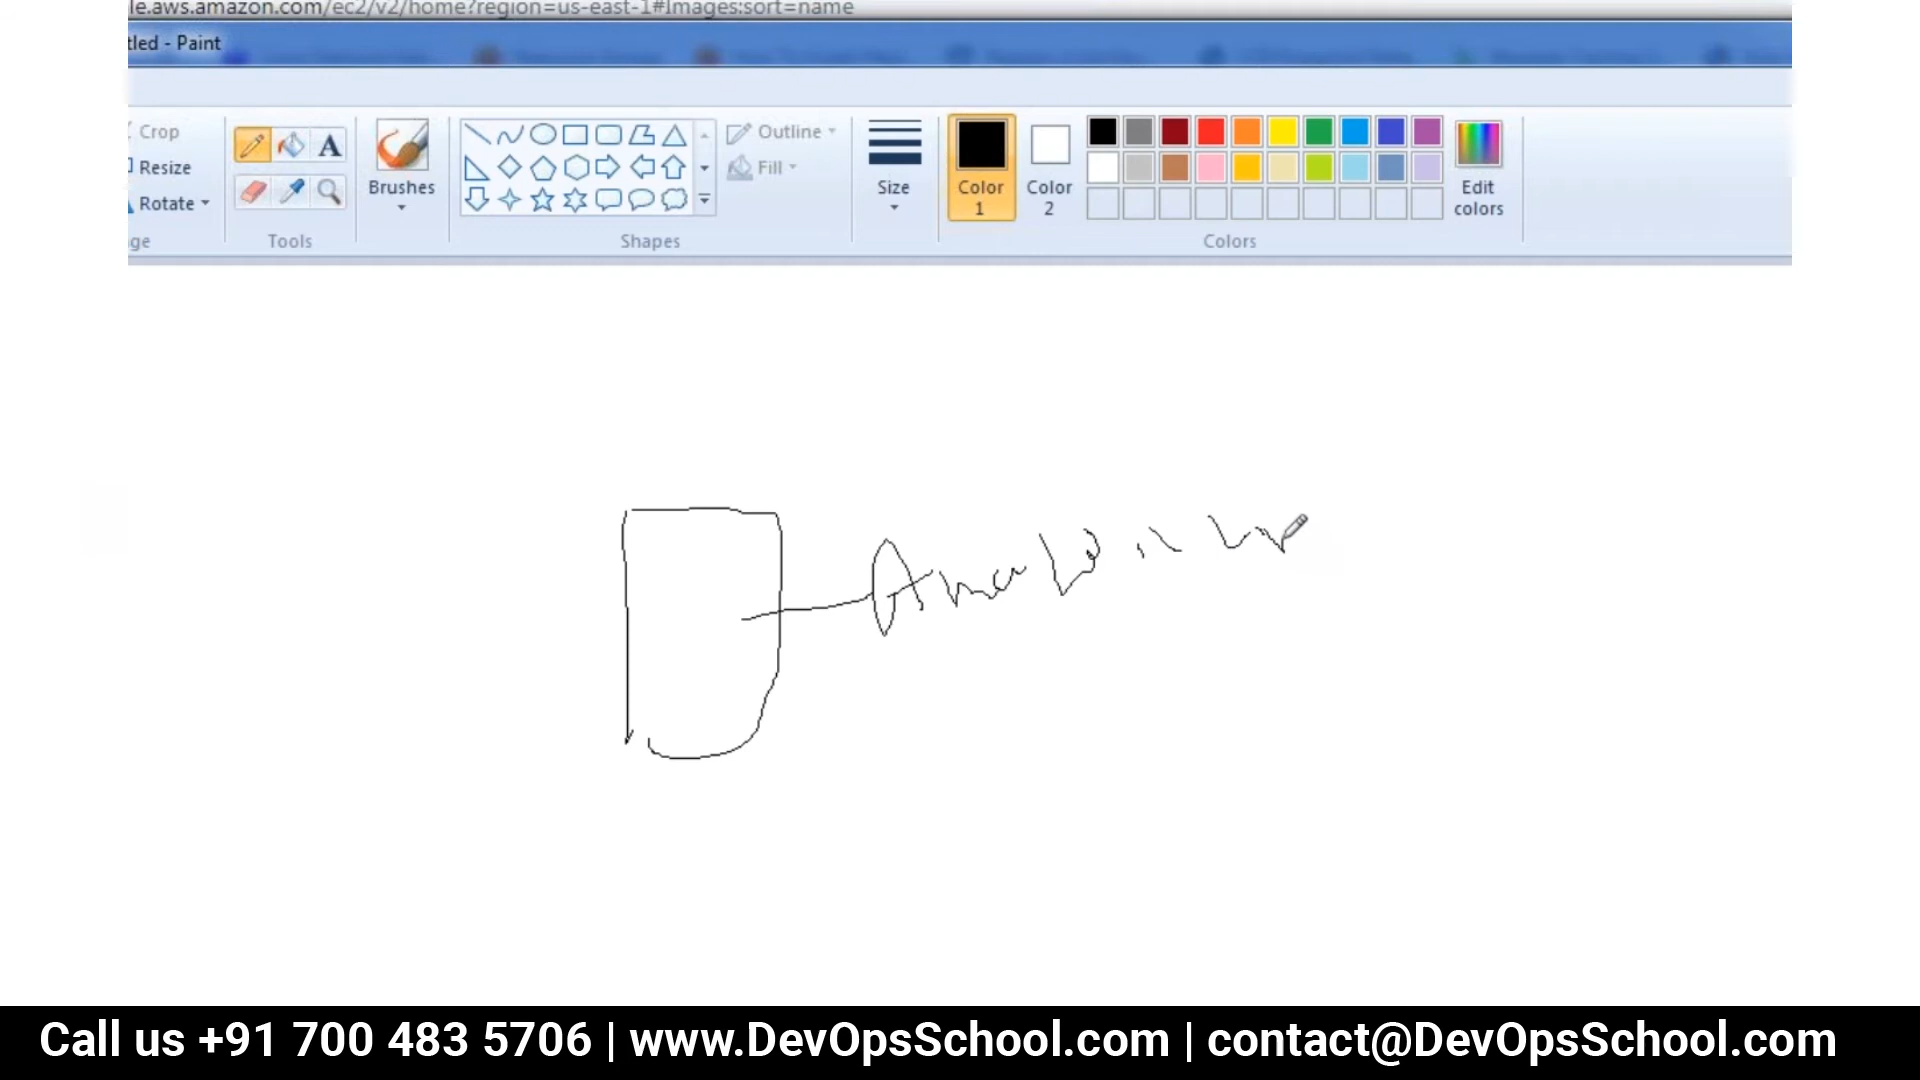 le.aws.amazon.com/ec2/v2/home?region=us-east-1#Images:sort=name
tled - Paint
Crop
Resize
Rotate
ge
Tools
Brushes
Shapes
Outline
Fill
Size
Color 1
Color 2
Colors
Edit colors
Amazon
Call us +91 700 483 5706 | www.DevOpsSchool.com | contact@DevOpsSchool.com